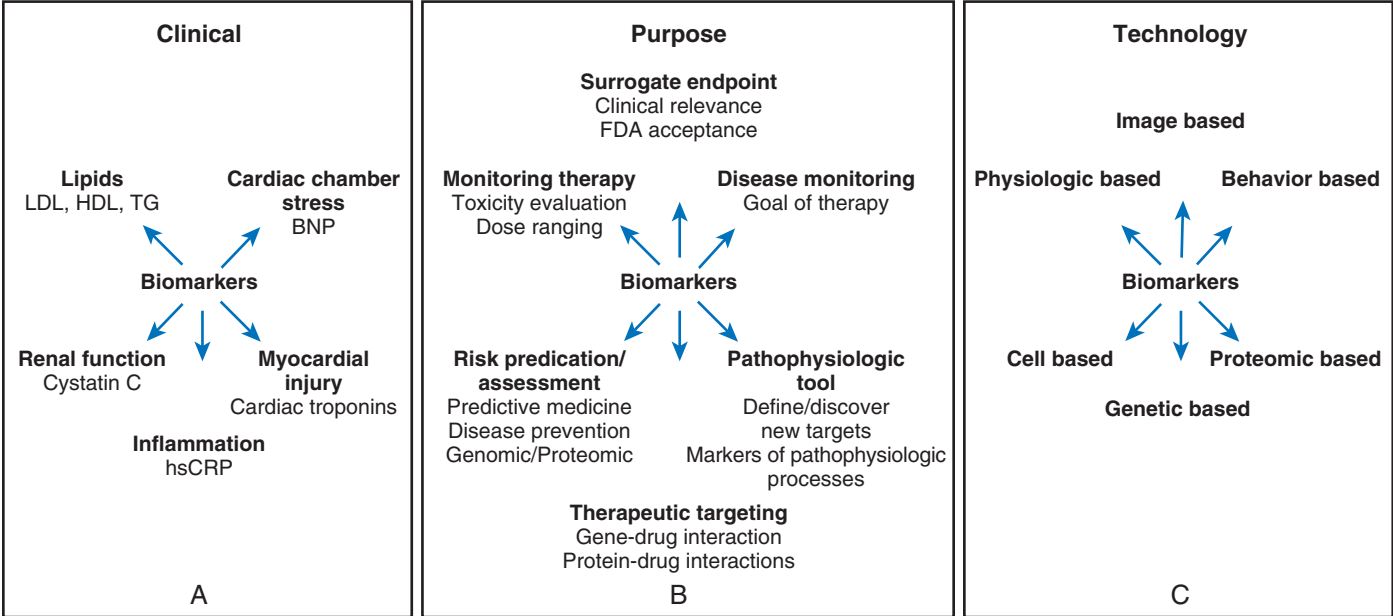 Clinical
Lipids
LDL, HDL, TG
Cardiac chamber
stress
BNP
Biomarkers
Renal function
Cystatin C
Myocardial
injury
Cardiac troponins
Inflammation
hsCRP
A
Purpose
Surrogate endpoint
Clinical relevance
FDA acceptance
Monitoring therapy
Toxicity evaluation
Dose ranging
Disease monitoring
Goal of therapy
Biomarkers
Risk predication/
assessment
Predictive medicine
Disease prevention
Genomic/Proteomic
Pathophysiologic
tool
Define/discover
new targets
Markers of pathophysiologic
processes
Therapeutic targeting
Gene-drug interaction
Protein-drug interactions
B
Technology
Image based
Physiologic based
Behavior based
Biomarkers
Cell based
Proteomic based
Genetic based
C